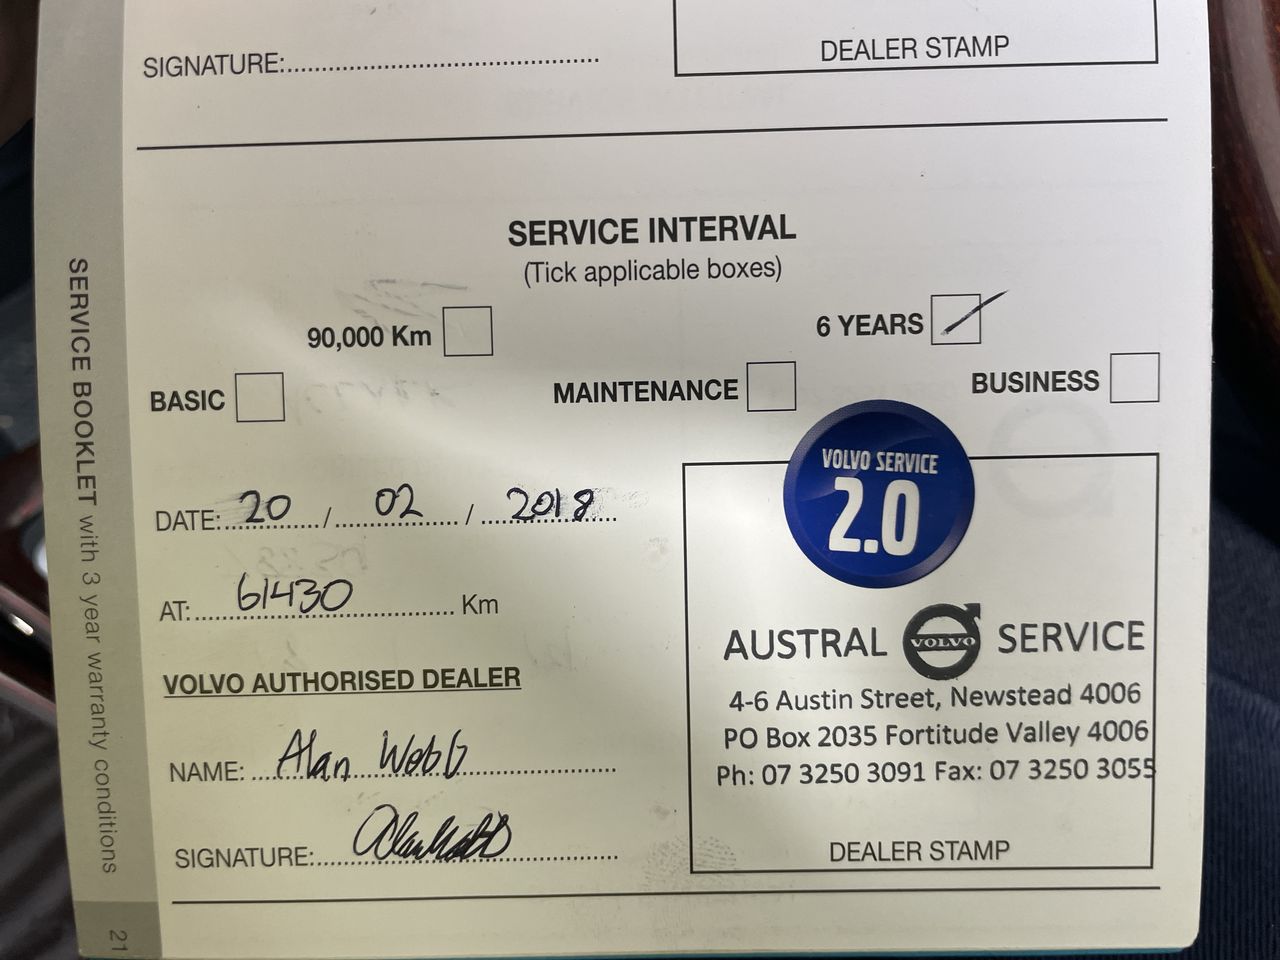 SIGNATURE:
DEALER STAMP
SERVICE INTERVAL
(Tick applicable boxes)
90,000 Km
6 YEARS
BASIC
MAINTENANCE
BUSINESS
DATE: 20 / 02 / 2018
AT: 61430 Km
VOLVO AUTHORISED DEALER
NAME: Alan Webb
SIGNATURE:
VOLVO SERVICE
2.0
AUSTRAL VOLVO SERVICE
4-6 Austin Street, Newstead 4006
PO Box 2035 Fortitude Valley 4006
Ph: 07 3250 3091 Fax: 07 3250 3055
DEALER STAMP
SERVICE BOOKLET with 3 year warranty conditions
21